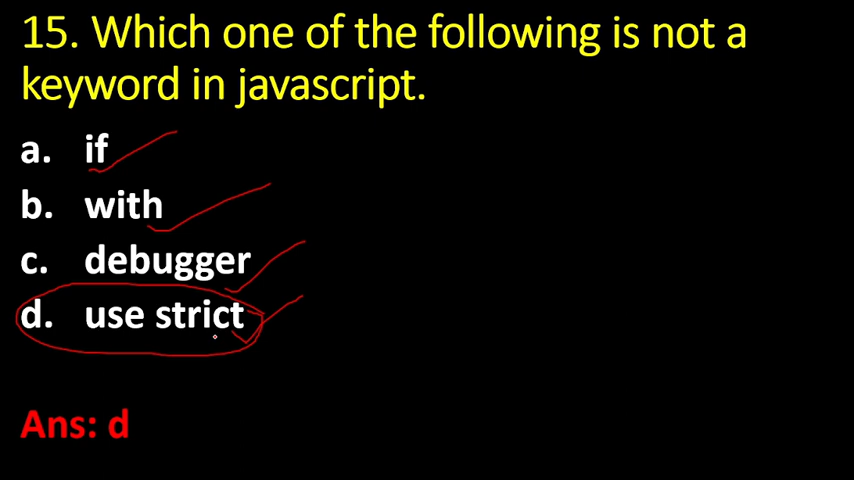 15. Which one of the following is not a
keyword in javascript.
a. if
b. with
c. debugger
d. use strict
Ans: d